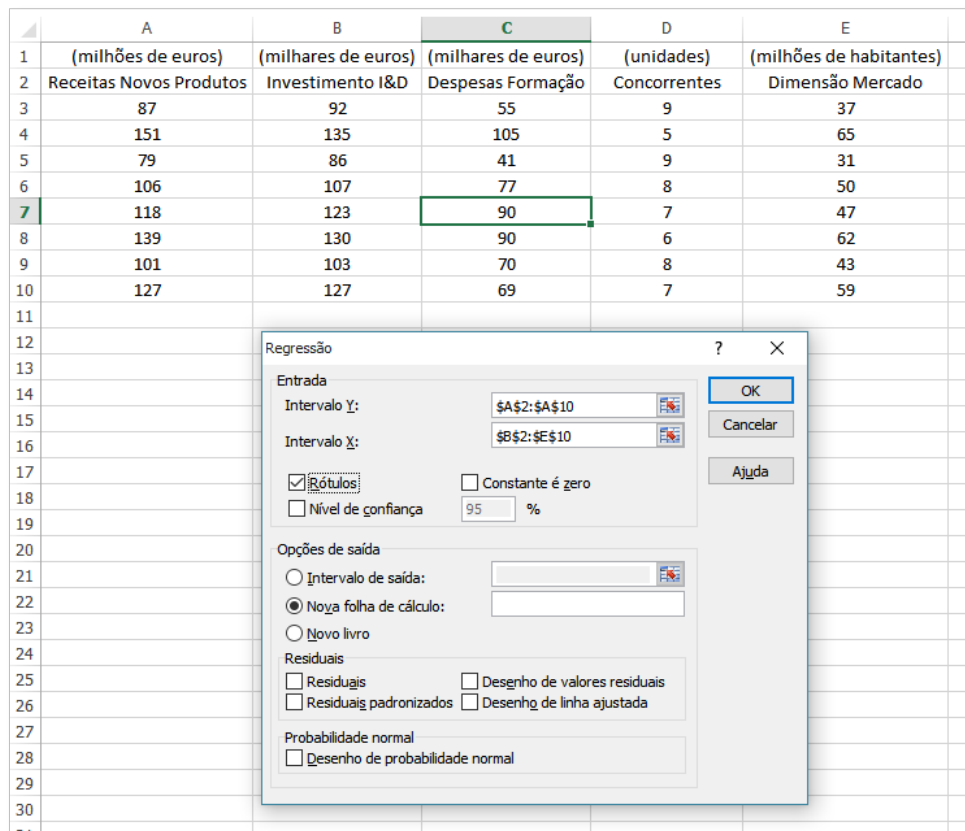 A B C D E
1 (milhões de euros) (milhares de euros) (milhares de euros) (unidades) (milhões de habitantes)
2 Receitas Novos Produtos Investimento I&D Despesas Formação Concorrentes Dimensão Mercado
3 87 92 55 9 37
4 151 135 105 5 65
5 79 86 41 9 31
6 106 107 77 8 50
7 118 123 90 7 47
8 139 130 90 6 62
9 101 103 70 8 43
10 127 127 69 7 59
11
12
13
14
15
16
17
18
19
20
21
22
23
24
25
26
27
28
29
30
Regressão ? X
Entrada
Intervalo Y: $A$2:$A$10 OK
Intervalo X: $B$2:$E$10 Cancelar
Rótulos Constante é zero Ajuda
Nível de confiança 95 %
Opções de saída
Intervalo de saída:
Nova folha de cálculo:
Novo livro
Residuais
Residuais Desenho de valores residuais
Residuais padronizados Desenho de linha ajustada
Probabilidade normal
Desenho de probabilidade normal